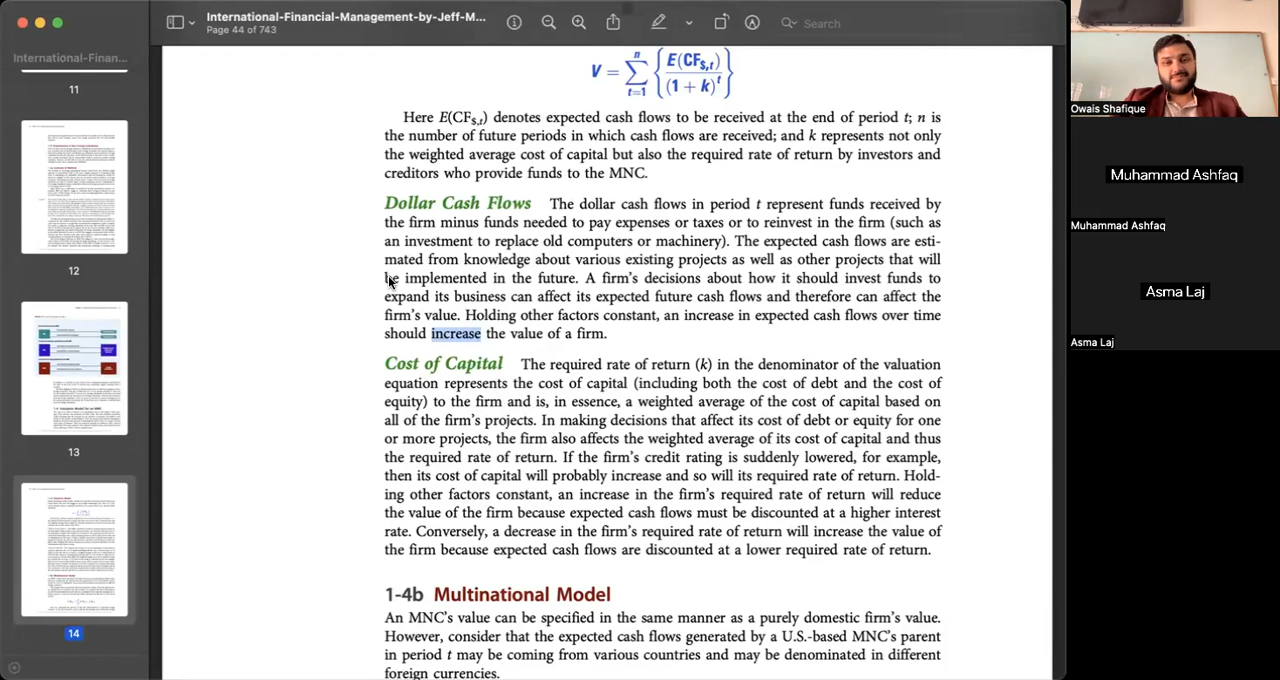 International-Financial-Management-by-Jeff-M...
Page 44 of 743
Search
International-Finan...
11
12
13
14
V = n∑t=1 { E(CF$,t) / (1 + k)^t }
Here E(CF$,t) denotes expected cash flows to be received at the end of period t; n is
the number of future periods in which cash flows are received; and k represents not only
the weighted average cost of capital but also the required rate of return by investors and
creditors who provide funds to the MNC.
Dollar Cash Flows The dollar cash flows in period t represent funds received by
the firm minus funds needed to pay expenses or taxes or to reinvest in the firm (such as
an investment to replace old computers or machinery). The expected cash flows are esti-
mated from knowledge about various existing projects as well as other projects that will
be implemented in the future. A firm's decisions about how it should invest funds to
expand its business can affect its expected future cash flows and therefore can affect the
firm's value. Holding other factors constant, an increase in expected cash flows over time
should increase the value of a firm.
Cost of Capital The required rate of return (k) in the denominator of the valuation
equation represents the cost of capital (including both the cost of debt and the cost of
equity) to the firm and is, in essence, a weighted average of the cost of capital based on
all of the firm's projects. In making decisions that affect its cost of debt or equity for one
or more projects, the firm also affects the weighted average of its cost of capital and thus
the required rate of return. If the firm's credit rating is suddenly lowered, for example,
then its cost of capital will probably increase and so will its required rate of return. Hold-
ing other factors constant, an increase in the firm's required rate of return will reduce
the value of the firm because expected cash flows must be discounted at a higher interest
rate. Conversely, a decrease in the firm's required rate of return will increase the value of
the firm because expected cash flows are discounted at a lower required rate of return.
1-4b Multinational Model
An MNC's value can be specified in the same manner as a purely domestic firm's value.
However, consider that the expected cash flows generated by a U.S.-based MNC's parent
in period t may be coming from various countries and may be denominated in different
foreign currencies.
Owais Shafique
Muhammad Ashfaq
Muhammad Ashfaq
Asma Laj
Asma Laj